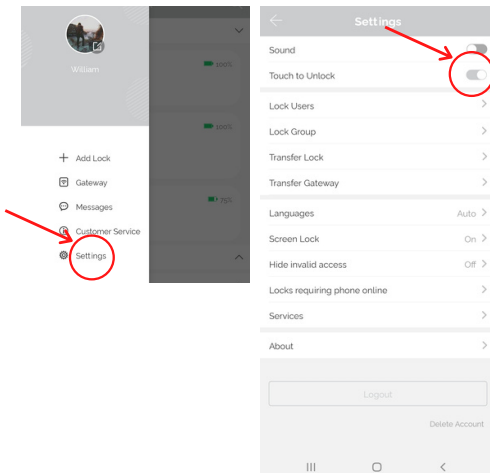 William
100%
100%
75%
Add Lock
Gateway
Messages
Customer Service
Settings
Settings
Sound
Touch to Unlock
Lock Users
Lock Group
Transfer Lock
Transfer Gateway
Languages Auto
Screen Lock On
Hide invalid access Off
Locks requiring phone online
Services
About
Logout
Delete Account